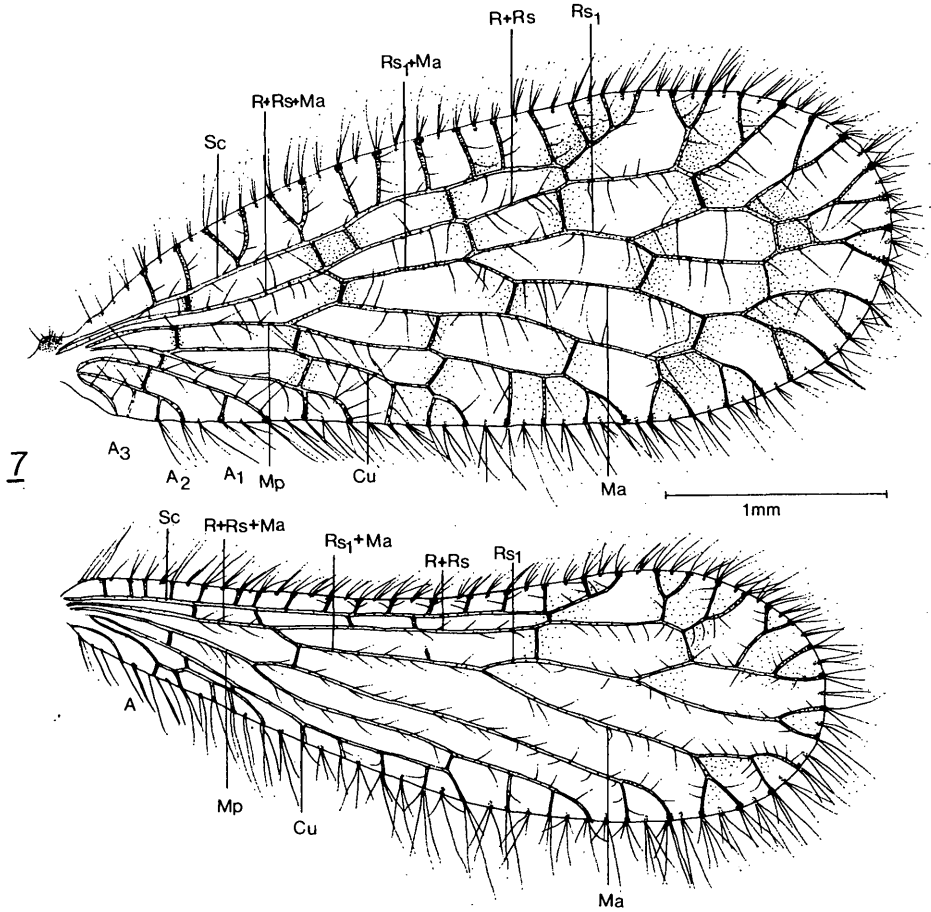 R+Rs Rs1
Rs1+Ma
R+Rs+Ma
Sc
A3
A2 A1 Mp Cu Ma
7
1mm
Sc R+Rs+Ma Rs1+Ma R+Rs Rs1
A
Mp
Cu
Ma